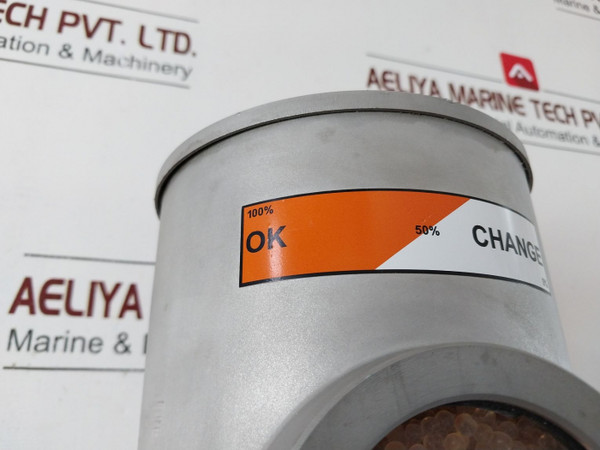 ECH PVT. LTD.
ation & Machinery
AELIYA MARINE TECH PV
Automation &
100%
OK
50%
CHANGE
AELIYA
Marine &